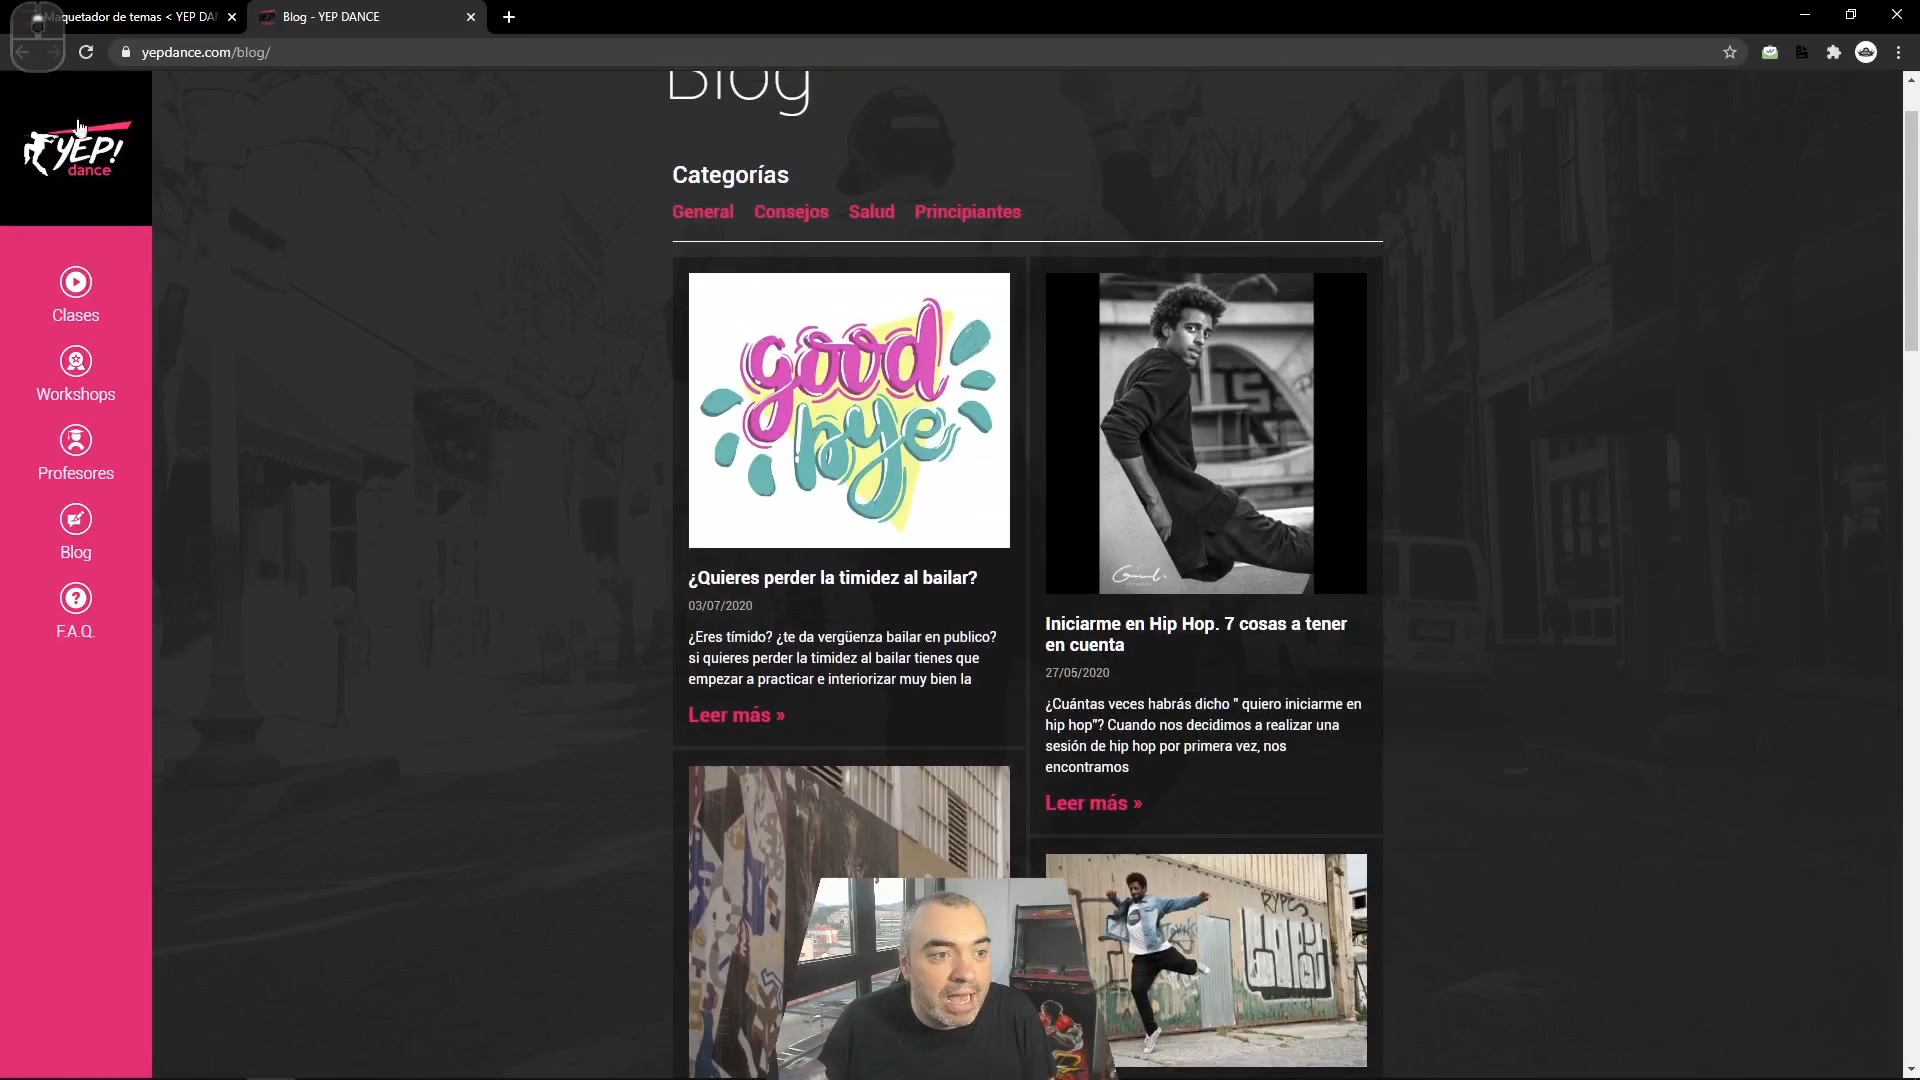 Maquetador de temas < YEP DAN
Blog - YEP DANCE
yepdance.com/blog/
YEP!
dance
Clases
Workshops
Profesores
Blog
F.A.Q.
Blog
Categorías
General Consejos Salud Principiantes
good
bye
¿Quieres perder la timidez al bailar?
03/07/2020
¿Eres tímido? ¿te da vergüenza bailar en publico?
si quieres perder la timidez al bailar tienes que
empezar a practicar e interiorizar muy bien la
Leer más »
Iniciarme en Hip Hop. 7 cosas a tener
en cuenta
27/05/2020
¿Cuántas veces habrás dicho " quiero iniciarme en
hip hop"? Cuando nos decidimos a realizar una
sesión de hip hop por primera vez, nos
encontramos
Leer más »